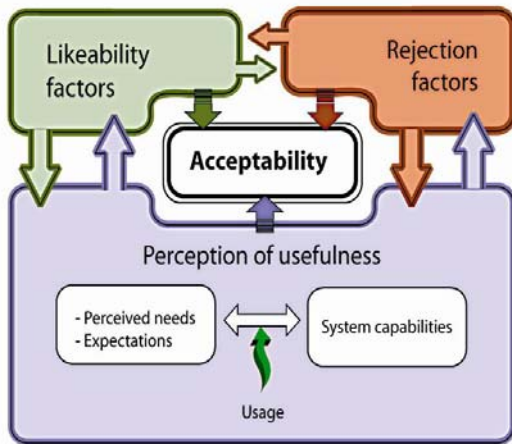 Likeability
factors
Rejection
factors
Acceptability
Perception of usefulness
- Perceived needs
- Expectations
System capabilities
Usage